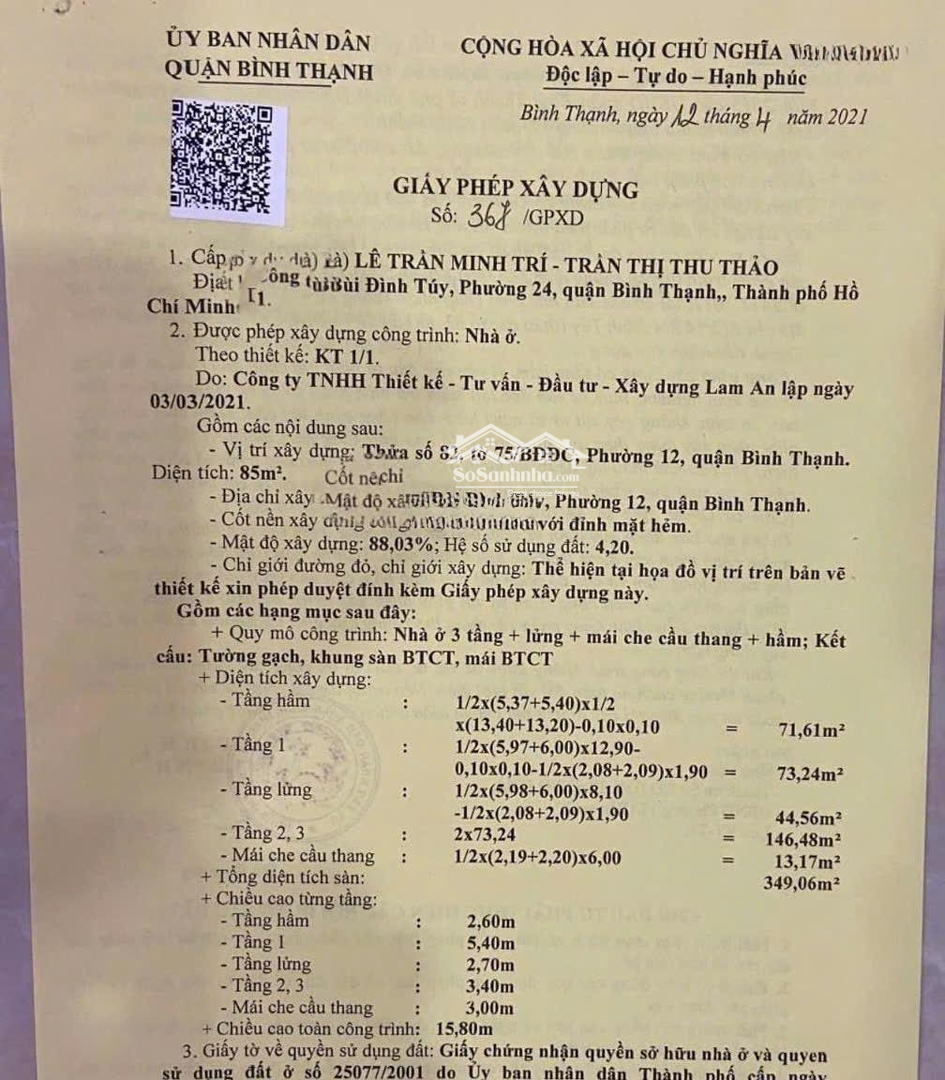 ỦY BAN NHÂN DÂN
QUẬN BÌNH THẠNH
CỘNG HÒA XÃ HỘI CHỦ NGHĨA
Độc lập – Tự do – Hạnh phúc
Bình Thạnh, ngày 12 tháng 4 năm 2021
GIẤY PHÉP XÂY DỰNG
Số: 368 /GPXD
1. Cấp LÊ TRẦN MINH TRÍ - TRẦN THỊ THU THẢO
Đình Túy, Phường 24, quận Bình Thạnh,, Thành phố Hồ
Chí Minh
2. Được phép xây dựng công trình: Nhà ở.
Theo thiết kế: KT 1/1.
Do: Công ty TNHH Thiết kế - Tư vấn - Đầu tư - Xây dựng Lam An lập ngày
03/03/2021.
Gồm các nội dung sau:
- Vị trí xây dựng: Thửa số tờ 75/BĐĐC, Phường 12, quận Bình Thạnh.
SoSanhnha.com
Diện tích: 85m².
- Địa chỉ xây Phường 12, quận Bình Thạnh.
- Cốt nền xây với đỉnh mặt hẻm.
- Mật độ xây dựng: 88,03%; Hệ số sử dụng đất: 4,20.
- Chỉ giới đường đỏ, chỉ giới xây dựng: Thể hiện tại họa đồ vị trí trên bản vẽ
thiết kế xin phép duyệt đính kèm Giấy phép xây dựng này.
Gồm các hạng mục sau đây:
+ Quy mô công trình: Nhà ở 3 tầng + lửng + mái che cầu thang + hầm; Kết
cấu: Tường gạch, khung sàn BTCT, mái BTCT
+ Diện tích xây dựng:
- Tầng hầm : 1/2x(5,37+5,40)x1/2
x(13,40+13,20)-0,10x0,10 = 71,61m²
- Tầng 1 : 1/2x(5,97+6,00)x12,90-
0,10x0,10-1/2x(2,08+2,09)x1,90 = 73,24m²
- Tầng lửng : 1/2x(5,98+6,00)x8,10
-1/2x(2,08+2,09)x1,90 = 44,56m²
- Tầng 2, 3 : 2x73,24 = 146,48m²
- Mái che cầu thang : 1/2x(2,19+2,20)x6,00 = 13,17m²
+ Tổng diện tích sàn: 349,06m²
+ Chiều cao từng tầng:
- Tầng hầm : 2,60m
- Tầng 1 : 5,40m
- Tầng lửng : 2,70m
- Tầng 2, 3 : 3,40m
- Mái che cầu thang : 3,00m
+ Chiều cao toàn công trình: 15,80m
3. Giấy tờ về quyền sử dụng đất: Giấy chứng nhận quyền sở hữu nhà ở và quyen
sử dụng đất ở số 25077/2001 do Ủy ban nhân dân Thành phố cấp ngày